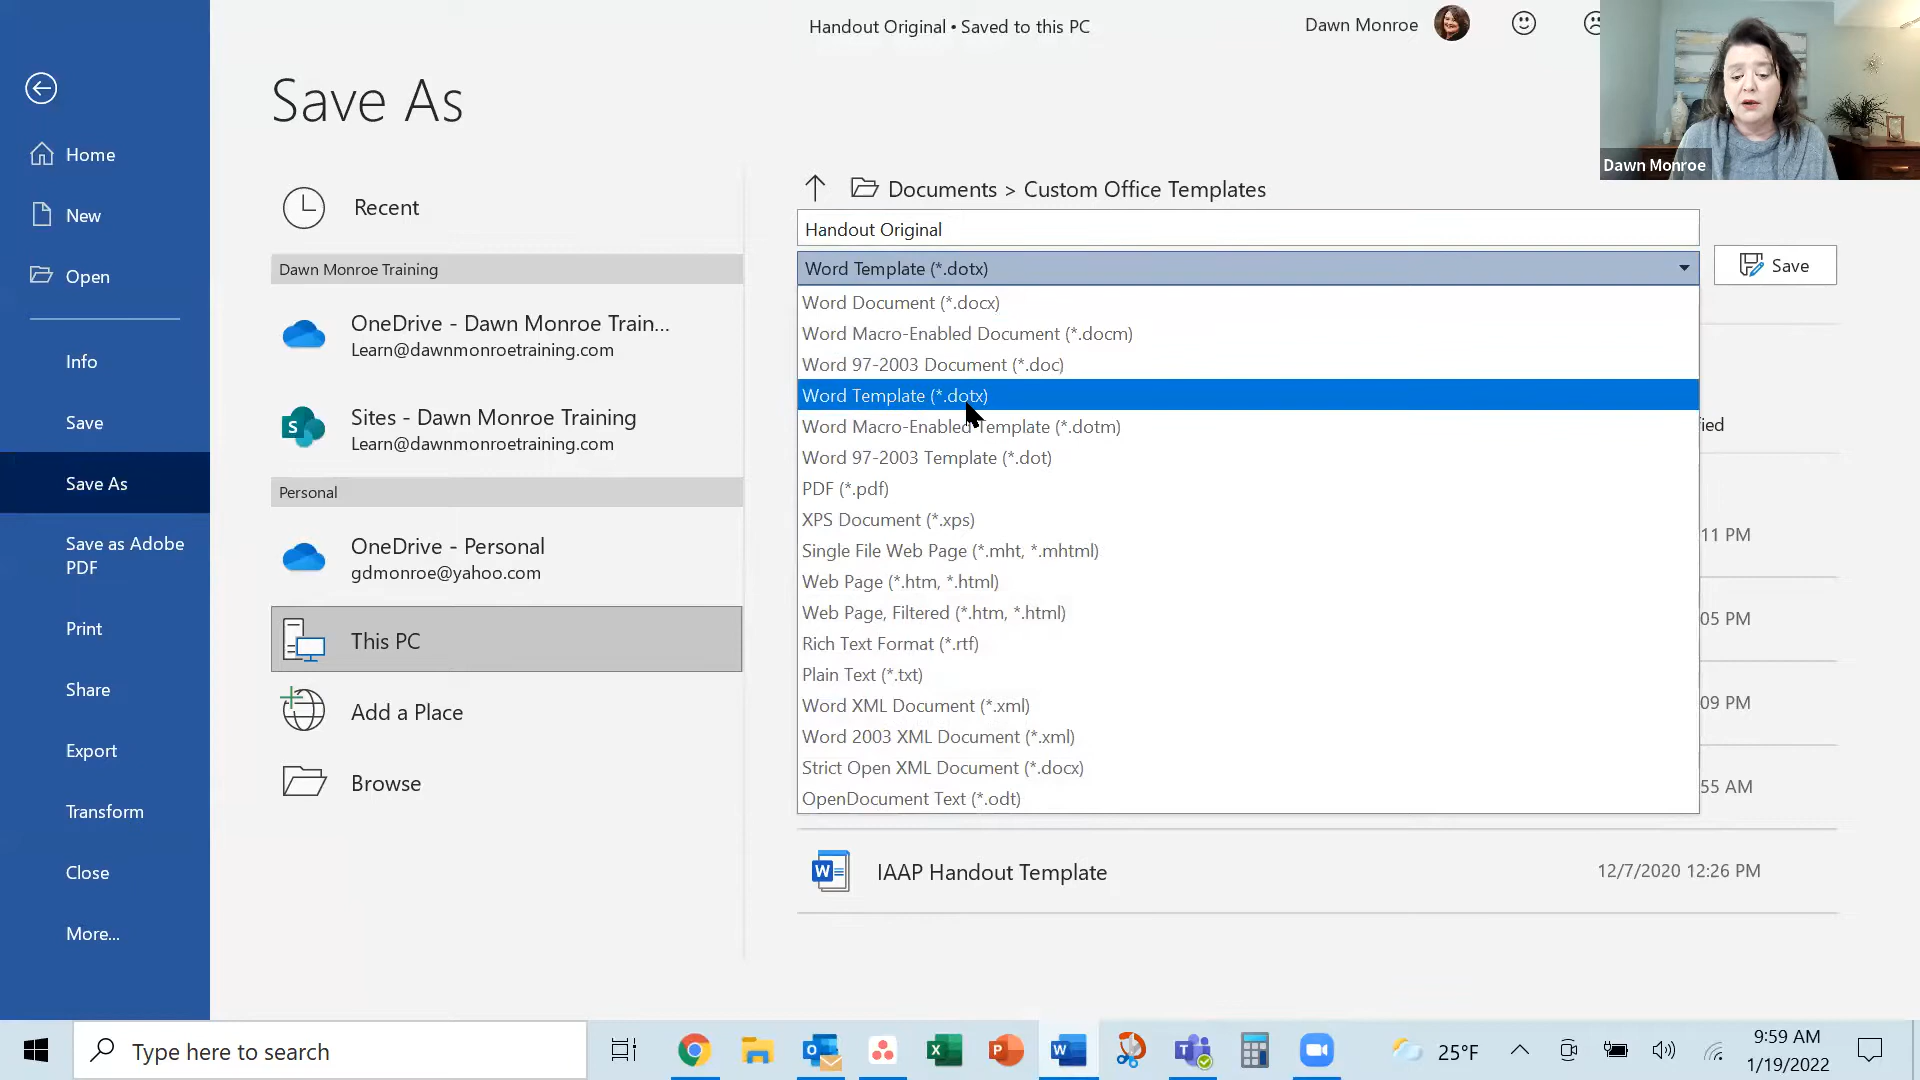 Handout Original • Saved to this PC
Dawn Monroe
Dawn Monroe
Save As
Home
New
Open
Info
Save
Save As
Save as Adobe
PDF
Print
Share
Export
Transform
Close
More...
Recent
Dawn Monroe Training
OneDrive - Dawn Monroe Train...
Learn@dawnmonroetraining.com
Sites - Dawn Monroe Training
Learn@dawnmonroetraining.com
Personal
OneDrive - Personal
gdmonroe@yahoo.com
This PC
Add a Place
Browse
Documents > Custom Office Templates
Handout Original
Word Template (*.dotx)
Save
Word Document (*.docx)
Word Macro-Enabled Document (*.docm)
Word 97-2003 Document (*.doc)
Word Template (*.dotx)
Word Macro-Enabled Template (*.dotm)
Word 97-2003 Template (*.dot)
PDF (*.pdf)
XPS Document (*.xps)
Single File Web Page (*.mht, *.mhtml)
Web Page (*.htm, *.html)
Web Page, Filtered (*.htm, *.html)
Rich Text Format (*.rtf)
Plain Text (*.txt)
Word XML Document (*.xml)
Word 2003 XML Document (*.xml)
Strict Open XML Document (*.docx)
OpenDocument Text (*.odt)
ied
11 PM
05 PM
09 PM
55 AM
IAAP Handout Template
12/7/2020 12:26 PM
Type here to search
25°F
9:59 AM
1/19/2022